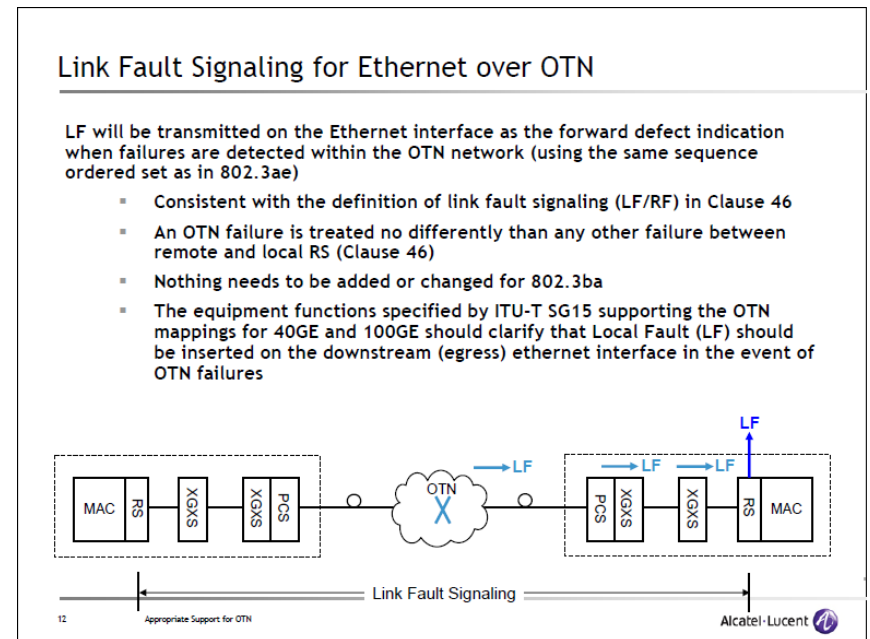 Link Fault Signaling for Ethernet over OTN
LF will be transmitted on the Ethernet interface as the forward defect indication
when failures are detected within the OTN network (using the same sequence
ordered set as in 802.3ae)
Consistent with the definition of link fault signaling (LF/RF) in Clause 46
An OTN failure is treated no differently than any other failure between
remote and local RS (Clause 46)
Nothing needs to be added or changed for 802.3ba
The equipment functions specified by ITU-T SG15 supporting the OTN
mappings for 40GE and 100GE should clarify that Local Fault (LF) should
be inserted on the downstream (egress) ethernet interface in the event of
OTN failures
LF
LF
LF
LF
MAC
RS
XGXS
XGXS
PCS
OTN
X
PCS
XGXS
XGXS
RS
MAC
Link Fault Signaling
12
Appropriate Support for OTN
Alcatel·Lucent